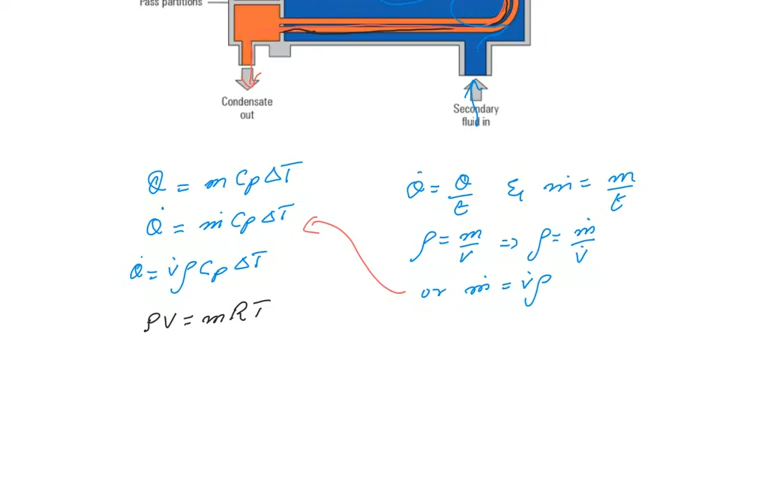 Pass partitions
Condensate
out
Secondary
fluid in
Q = m Cp ΔT
Q̇ = ṁ Cp ΔT
Q̇ = v̇ ρ Cp ΔT
PV = mRT
Q̇ = Q/t & ṁ = m/t
ρ = m/v => ρ = ṁ/v̇
or ṁ = v̇ρ